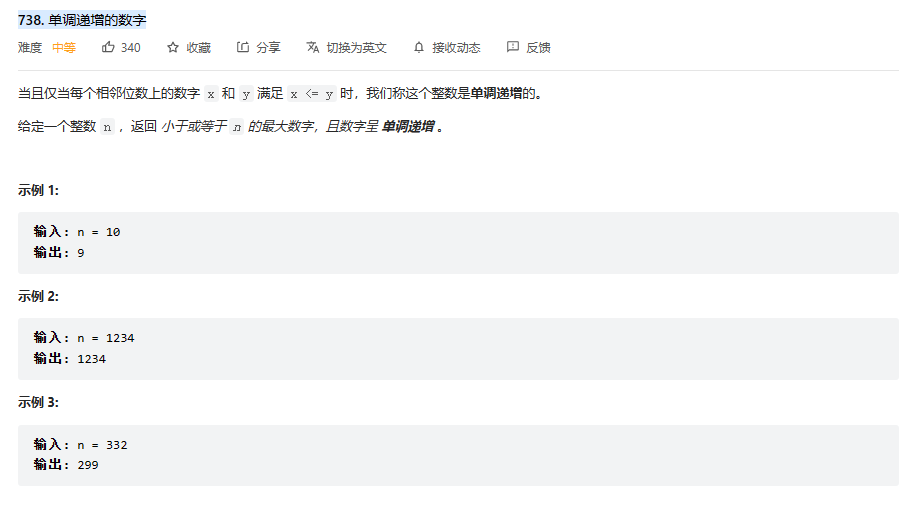 738. 单调递增的数字
难度 中等 340 收藏 分享 切换为英文 接收动态 反馈
当且仅当每个相邻位数上的数字 x 和 y 满足 x <= y 时，我们称这个整数是单调递增的。
给定一个整数 n ，返回 小于或等于 n 的最大数字，且数字呈 单调递增 。
示例 1:
输入: n = 10
输出: 9
示例 2:
输入: n = 1234
输出: 1234
示例 3:
输入: n = 332
输出: 299